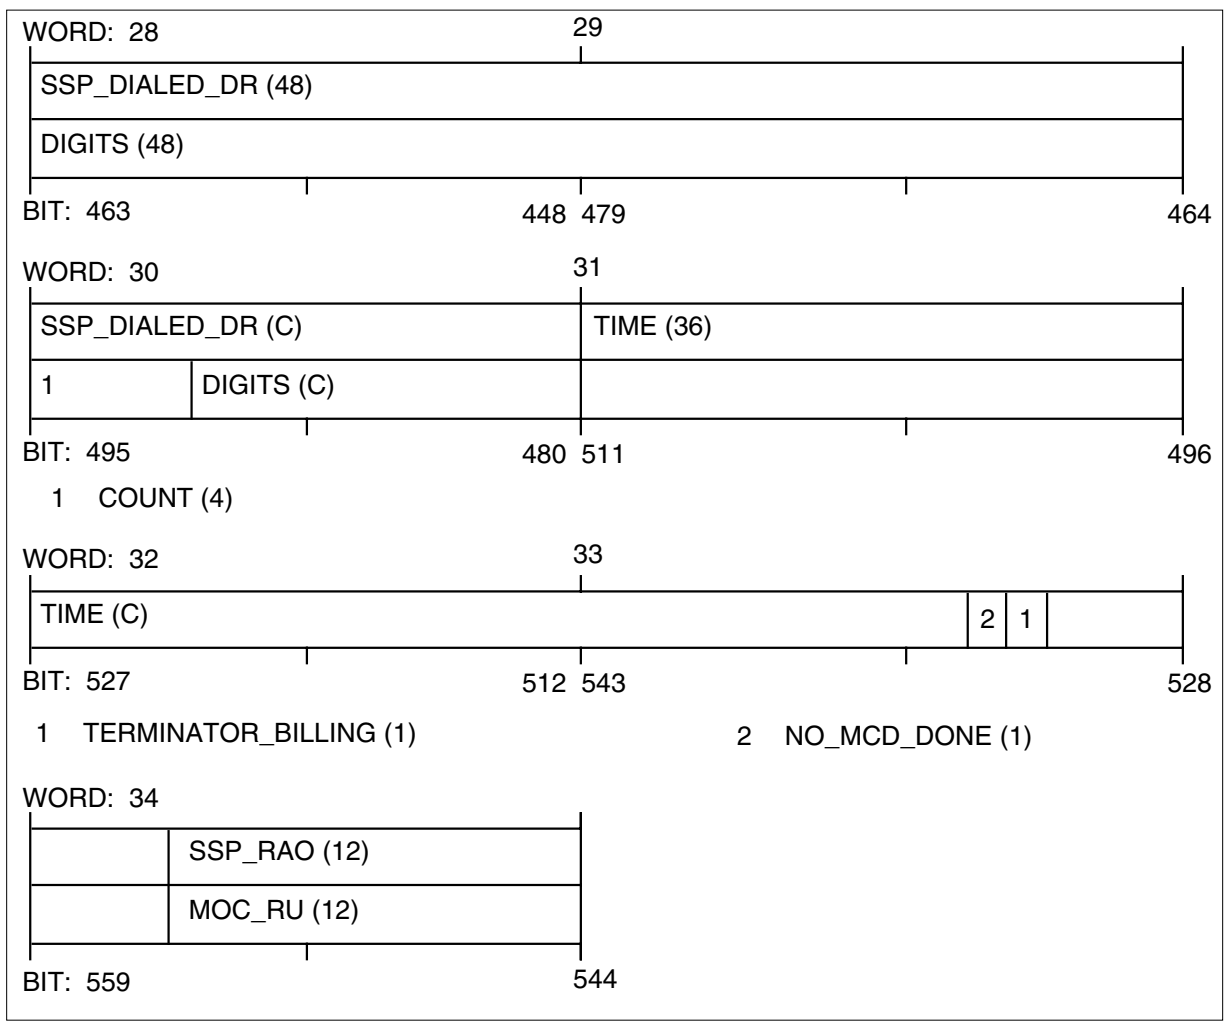 WORD: 28 29
SSP_DIALED_DR (48)
DIGITS (48)
BIT: 463 448 479 464
WORD: 30 31
SSP_DIALED_DR (C) TIME (36)
1 DIGITS (C)
BIT: 495 480 511 496
1 COUNT (4)
WORD: 32 33
TIME (C) 2 1
BIT: 527 512 543 528
1 TERMINATOR_BILLING (1) 2 NO_MCD_DONE (1)
WORD: 34
SSP_RAO (12)
MOC_RU (12)
BIT: 559 544